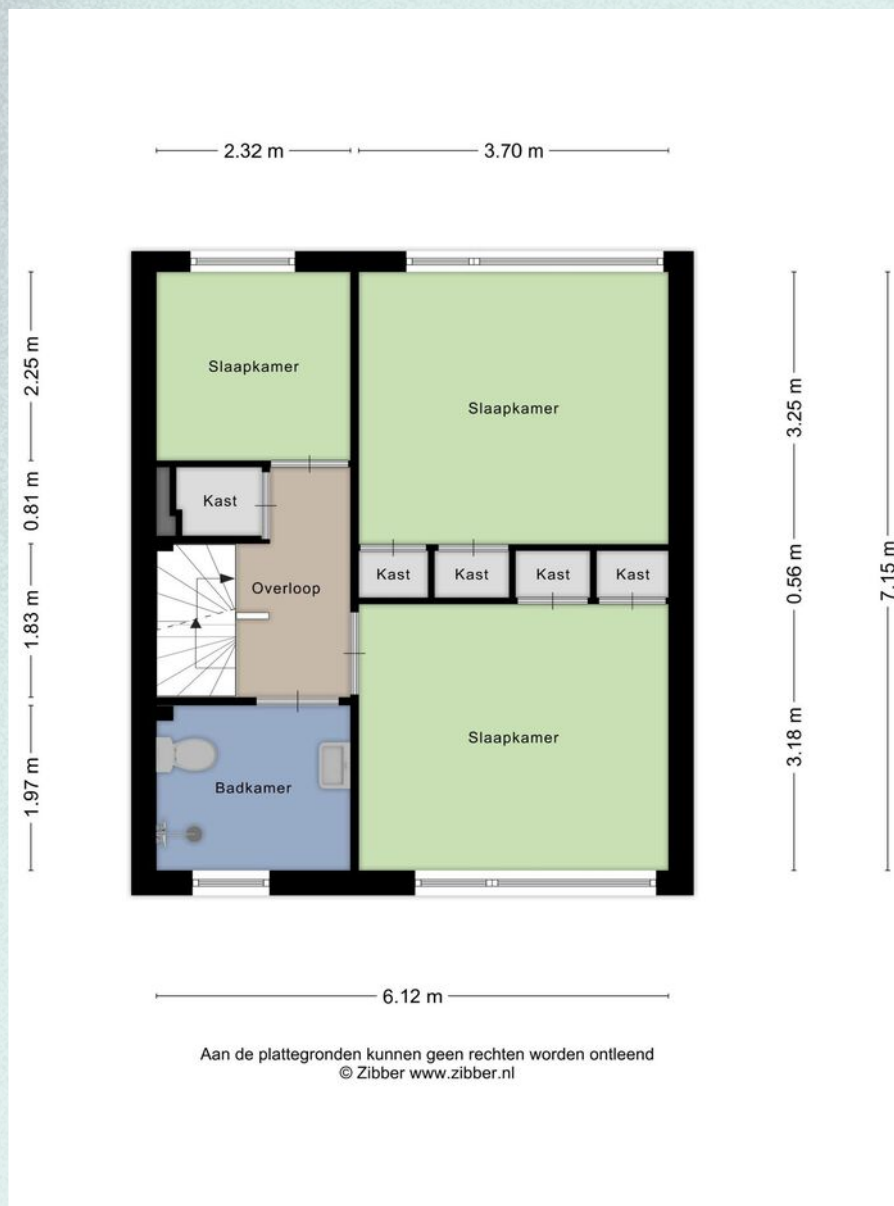 2.32 m
3.70 m
2.25 m
0.81 m
1.83 m
1.97 m
Slaapkamer
Slaapkamer
Kast
Overloop
Kast
Kast
Kast
Kast
Slaapkamer
Badkamer
3.25 m
0.56 m
3.18 m
7.15 m
6.12 m
Aan de plattegronden kunnen geen rechten worden ontleend
© Zibber www.zibber.nl